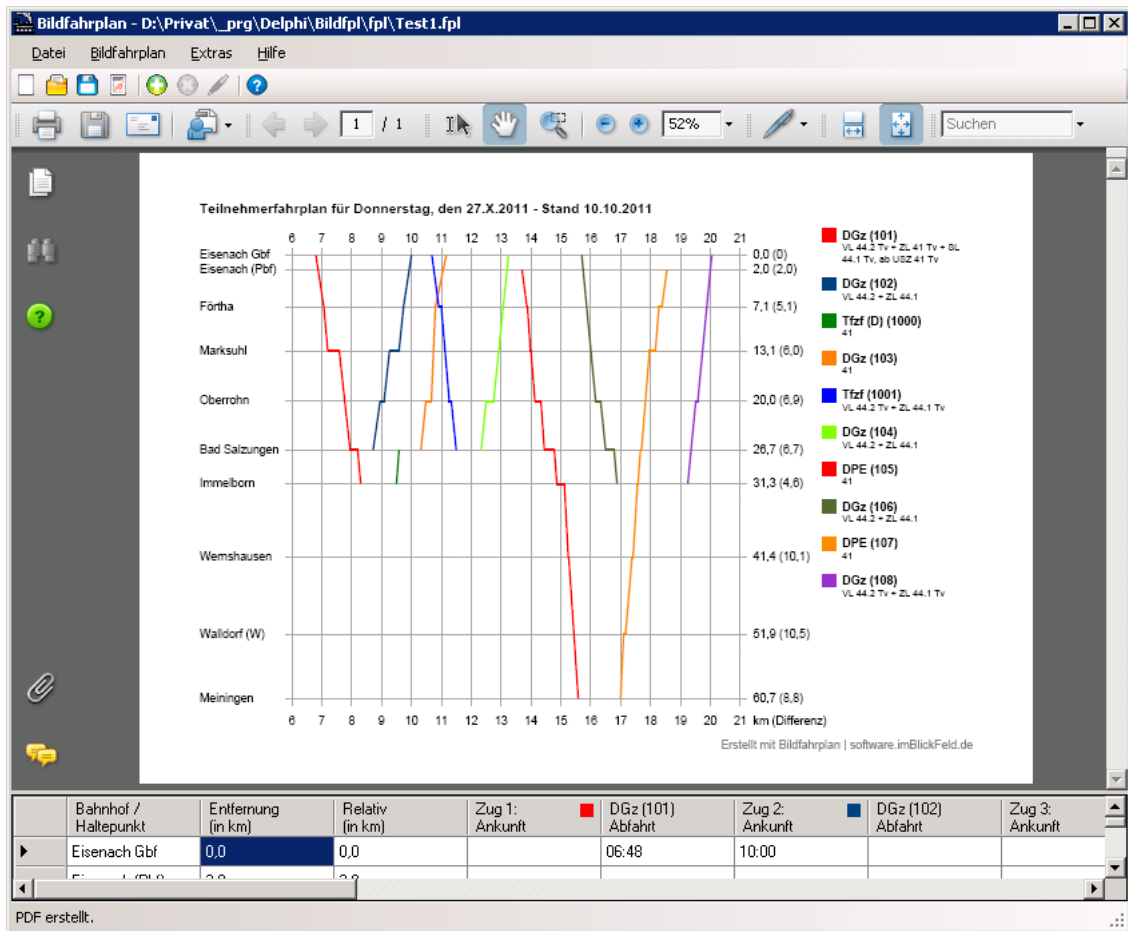 Bildfahrplan - D:\Privat\_prg\Delphi\Bildfpl\fpl\Test1.fpl
Datei Bildfahrplan Extras Hilfe
1 / 1 52% Suchen
Teilnehmerfahrplan für Donnerstag, den 27.X.2011 - Stand 10.10.2011
6 7 8 9 10 11 12 13 14 15 16 17 18 19 20 21
Eisenach Gbf 0,0 (0)
Eisenach (Pbf) 2,0 (2,0)
Förtha 7,1 (5,1)
Marksuhl 13,1 (6,0)
Oberrohn 20,0 (6,9)
Bad Salzungen 26,7 (6,7)
Immelborn 31,3 (4,6)
Wernshausen 41,4 (10,1)
Walldorf (W) 51,9 (10,5)
Meiningen 60,7 (8,8)
6 7 8 9 10 11 12 13 14 15 16 17 18 19 20 21 km (Differenz)
DGz (101)
VL 44.2 Tv + ZL 41 Tv + SL
44.1 Tv, ab USZ 41 Tv
DGz (102)
VL 44.2 + ZL 44.1
Tfzf (D) (1000)
41
DGz (103)
41
Tfzf (1001)
VL 44.2 Tv + ZL 44.1 Tv
DGz (104)
VL 44.2 + ZL 44.1
DPE (105)
41
DGz (106)
VL 44.2 + ZL 44.1
DPE (107)
41
DGz (108)
VL 44.2 Tv + ZL 44.1 Tv
Erstellt mit Bildfahrplan | software.imBlickFeld.de
Bahnhof / Entfernung Relativ Zug 1: DGz (101) Zug 2: DGz (102) Zug 3:
Haltepunkt (in km) (in km) Ankunft Abfahrt Ankunft Abfahrt Ankunft
Eisenach Gbf 0,0 0,0 06:48 10:00
PDF erstellt.